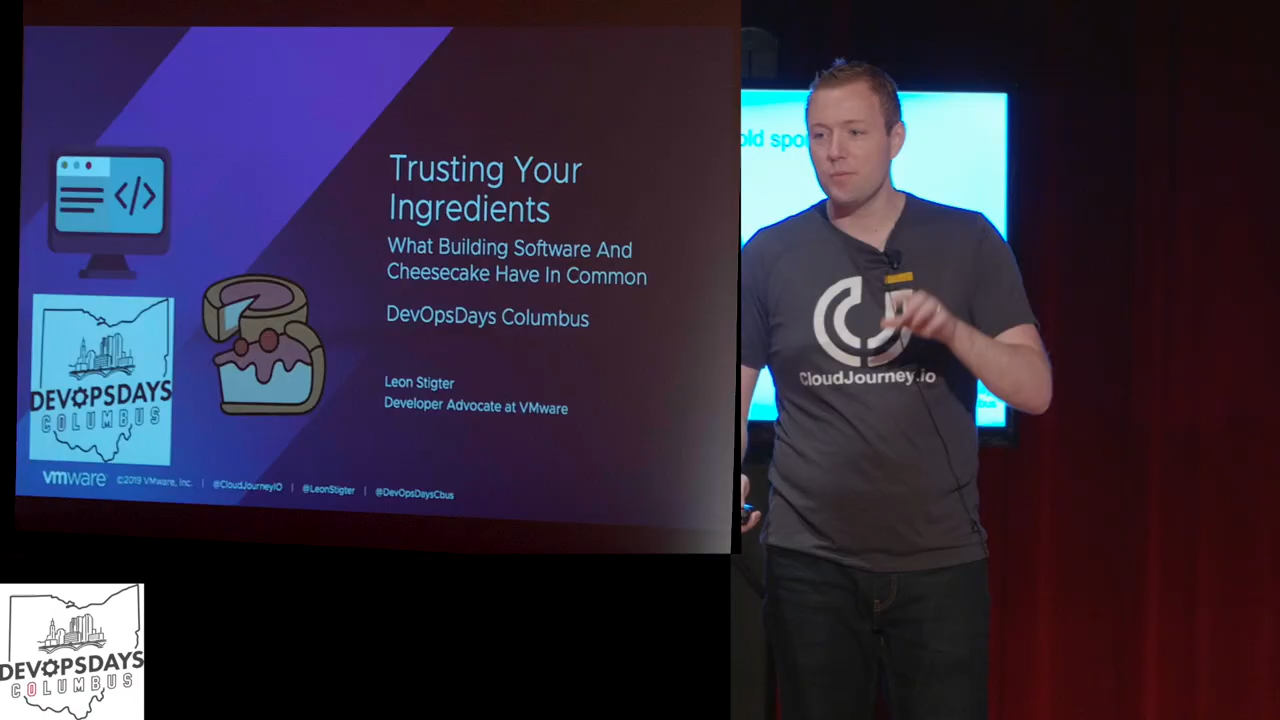 Trusting Your
Ingredients
What Building Software And
Cheesecake Have In Common
DevOpsDays Columbus
Leon Stigter
Developer Advocate at VMware
DEVOPSDAYS
COLUMBUS
vmware
©2019 VMware, Inc. | @CloudJourneyIO | @LeonStigter | @DevOpsDaysCbus
old
CloudJourney.io
DEVOPSDAYS
COLUMBUS